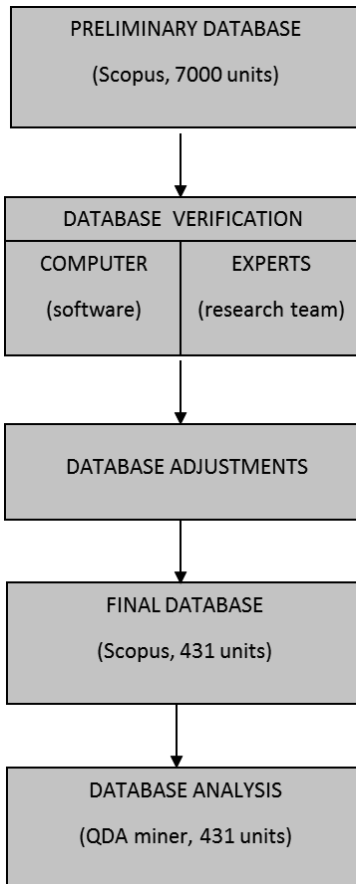 PRELIMINARY DATABASE
(Scopus, 7000 units)
DATABASE VERIFICATION
COMPUTER
(software)
EXPERTS
(research team)
DATABASE ADJUSTMENTS
FINAL DATABASE
(Scopus, 431 units)
DATABASE ANALYSIS
(QDA miner, 431 units)